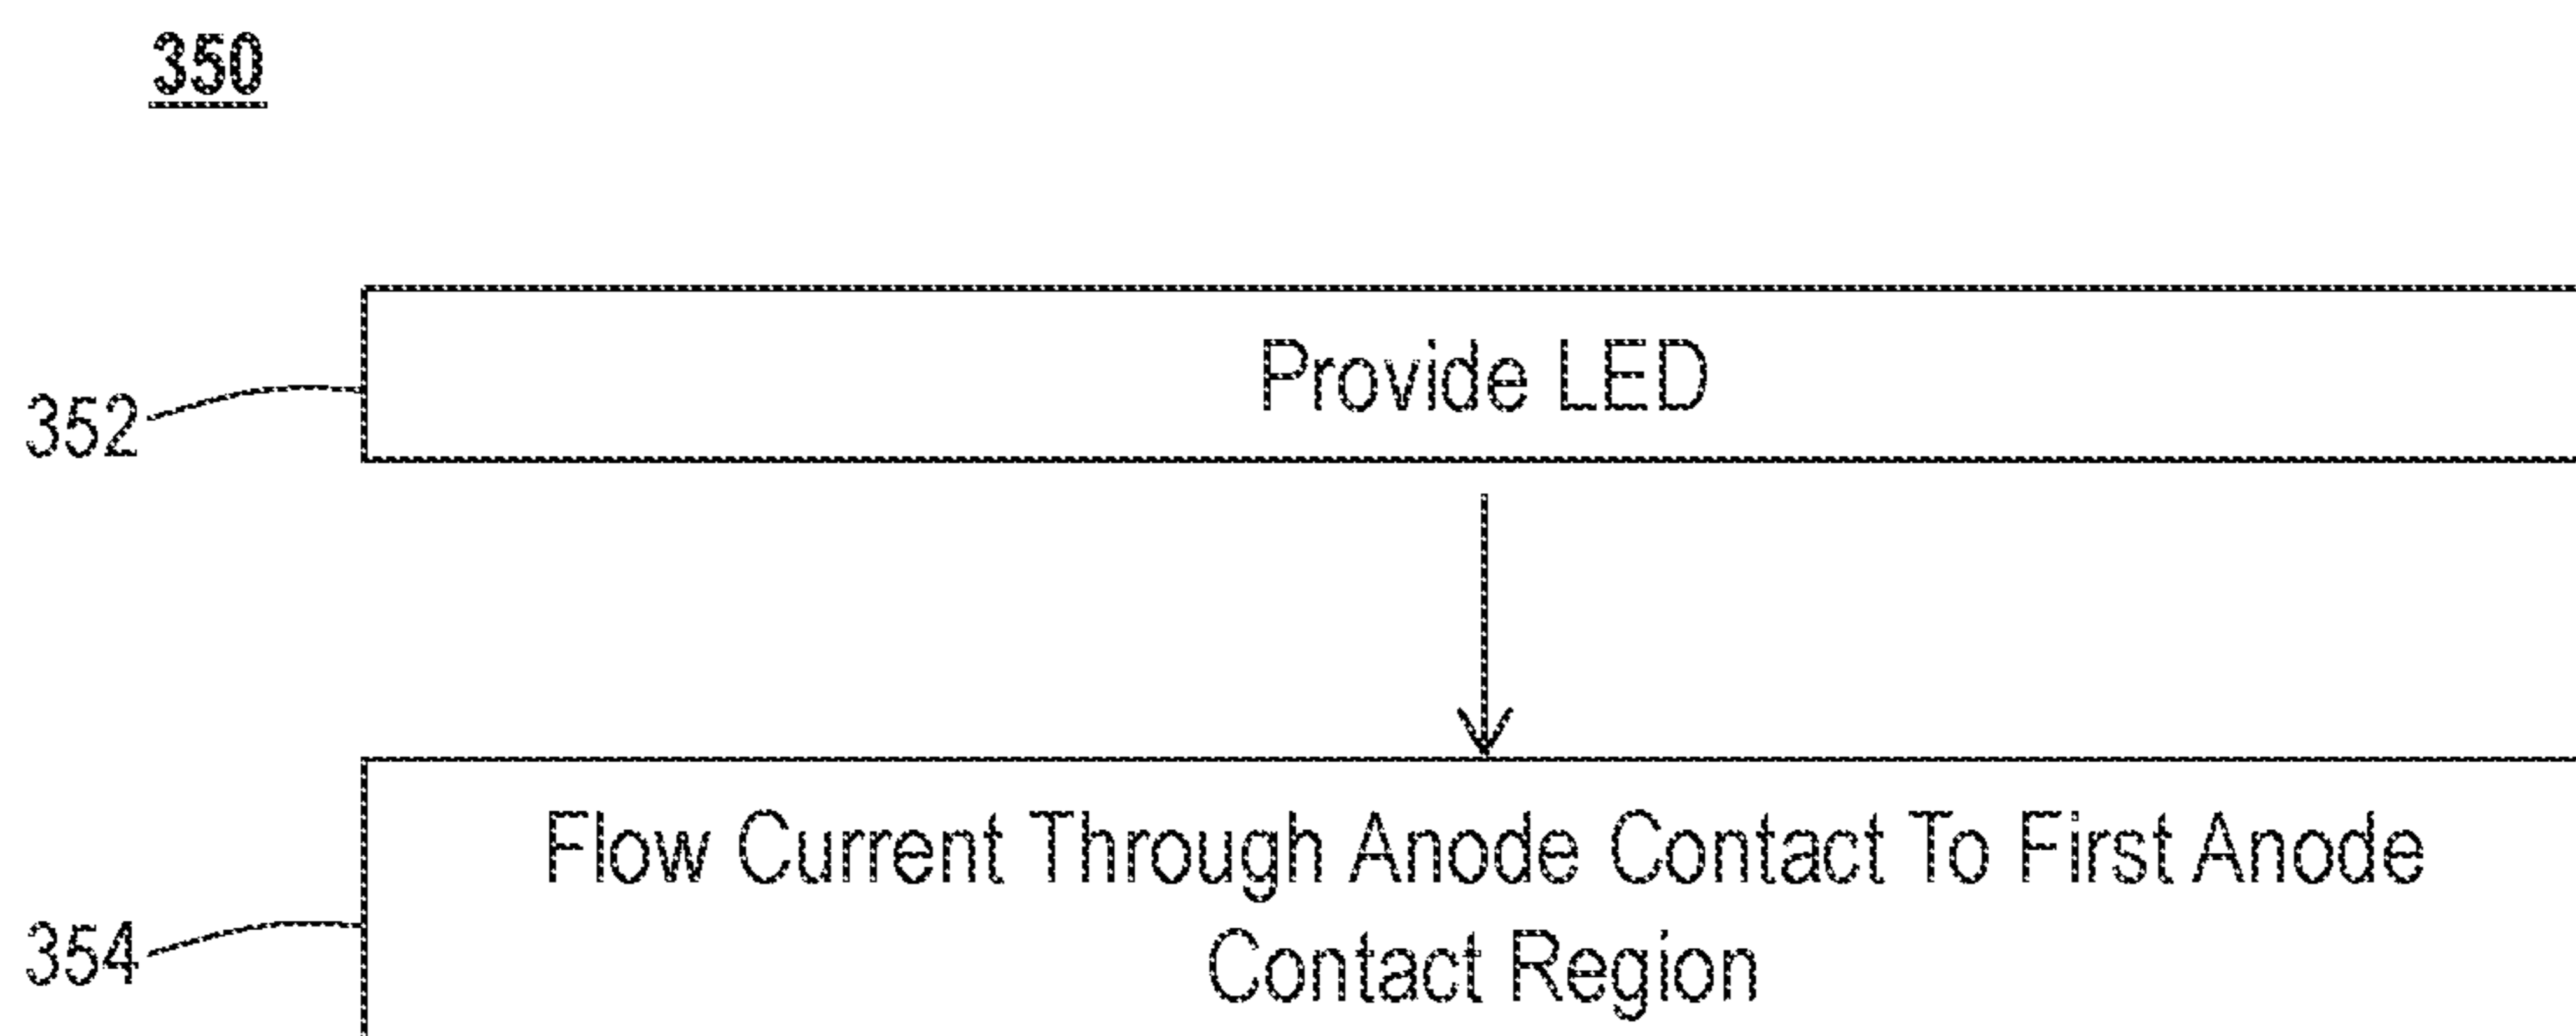 350
Provide LED
352
Flow Current Through Anode Contact To First Anode
Contact Region
354